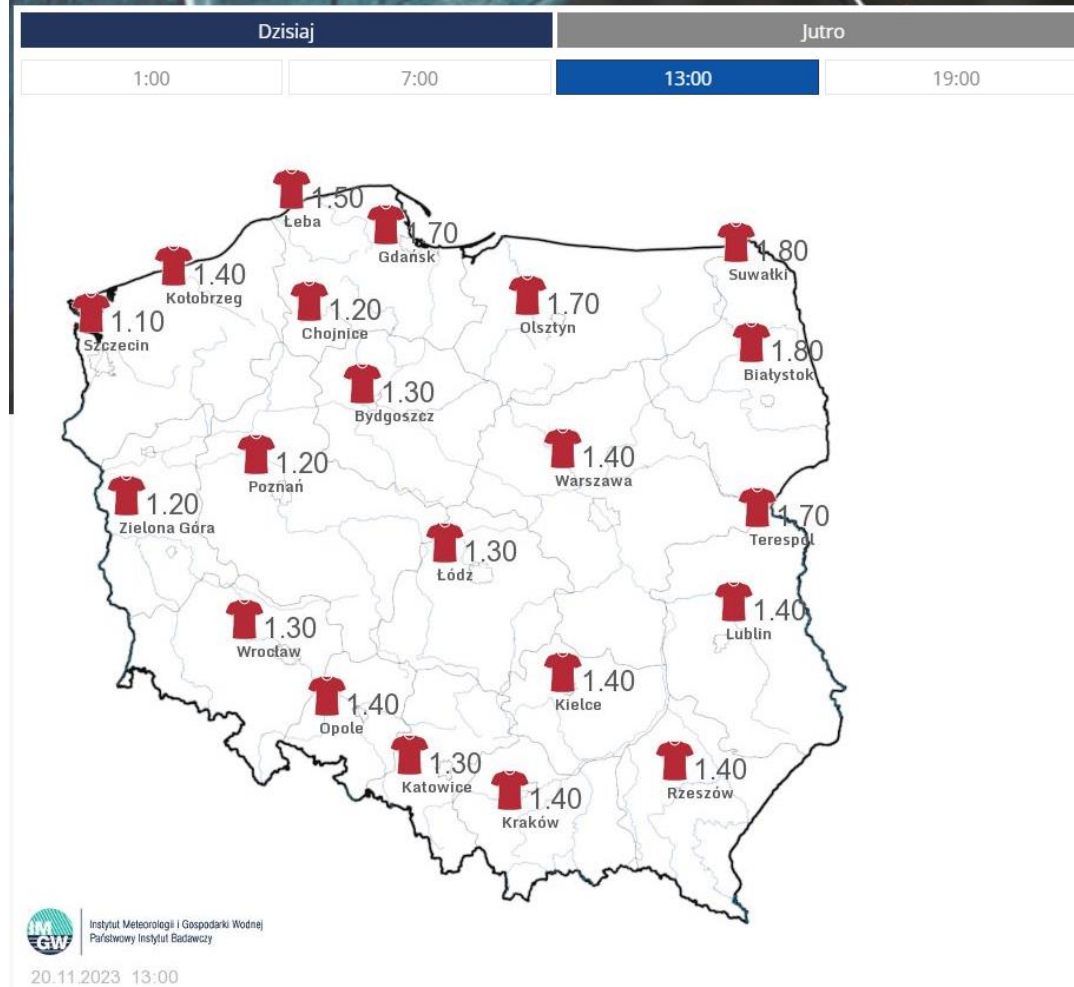 Dzisiaj
Jutro
1:00
7:00
13:00
19:00
1.50
Łeba
1.70
Gdańsk
1.80
Suwałki
1.40
Kołobrzeg
1.20
Chojnice
1.70
Olsztyn
1.10
Szczecin
1.80
Białystok
1.30
Bydgoszcz
1.20
Poznań
1.40
Warszawa
1.20
Zielona Góra
1.70
Terespol
1.30
Łódź
1.40
Lublin
1.30
Wrocław
1.40
Kielce
1.40
Opole
1.30
Katowice
1.40
Kraków
1.40
Rzeszów
IM
GW
Instytut Meteorologii i Gospodarki Wodnej
Państwowy Instytut Badawczy
20.11.2023 13:00